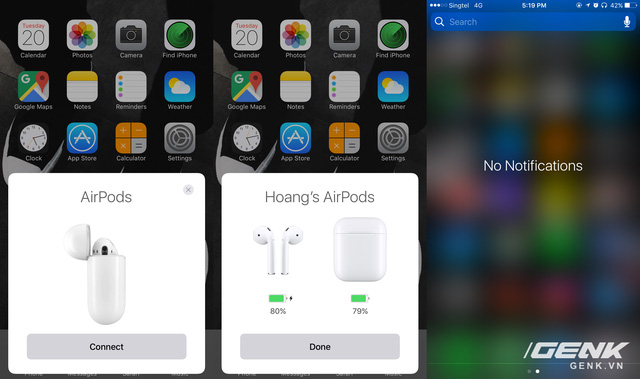 Tuesday
20
Calendar
Photos
Camera
Find iPhone
Google Maps
Notes
Reminders
Weather
Clock
App Store
Calculator
Settings
AirPods
Connect
Tuesday
20
Calendar
Photos
Camera
Find iPhone
Google Maps
Notes
Reminders
Weather
Clock
App Store
Calculator
Settings
Hoang's AirPods
80%
79%
Done
Singtel 4G 5:19 PM 42%
Search
No Notifications
GENK
GENK.VN